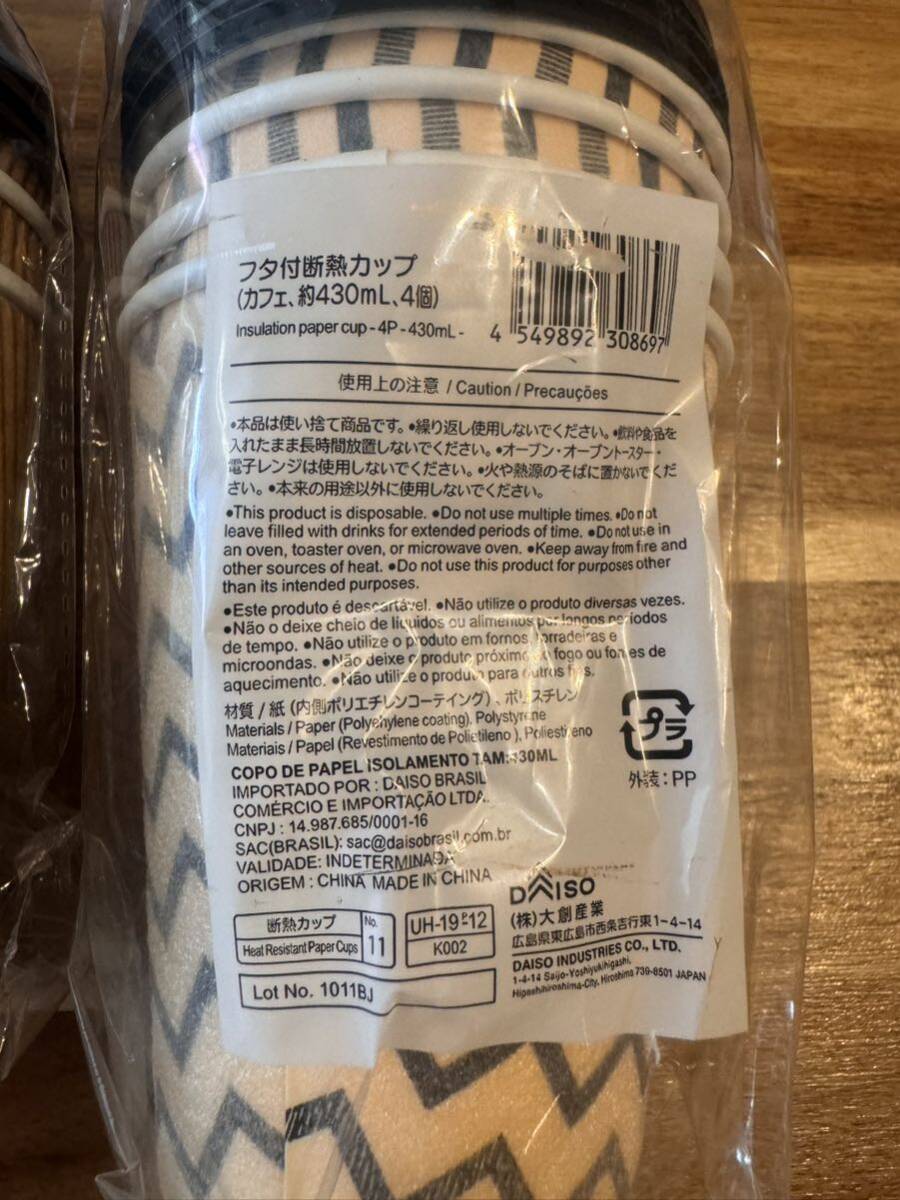 フタ付断熱カップ
(カフェ、約430mL、4個)
Insulation paper cup - 4P - 430mL -
4 549892 308697
使用上の注意 / Caution / Precauções
●本品は使い捨て商品です。●繰り返し使用しないでください。●飲料や食品を
入れたまま長時間放置しないでください。●オーブン・オーブントースター・
電子レンジは使用しないでください。●火や熱源のそばに置かないでくだ
さい。●本来の用途以外に使用しないでください。
●This product is disposable. ●Do not use multiple times. ●Do not
leave filled with drinks for extended periods of time. ●Do not use in
an oven, toaster oven, or microwave oven. ●Keep away from fire and
other sources of heat. ●Do not use this product for purposes other
than its intended purposes.
●Este produto é descartável. ●Não utilize o produto diversas vezes.
●Não o deixe cheio de líquidos ou alimentos por longos períodos
de tempo. ●Não utilize o produto em fornos, torradeiras e
microondas. ●Não deixe o produto próximo ao fogo ou fontes de
aquecimento. ●Não utilize o produto para outros fins.
材質 / 紙 (内側ポリエチレンコーテイング)、ポリスチレン
Materials / Paper (Polyehylene coating), Polystyrene
Materiais / Papel (Revestimento de Polietileno ), Poliestireno
プラ
外装 : PP
COPO DE PAPEL ISOLAMENTO TAM:430ML
IMPORTADO POR : DAISO BRASIL
COMÉRCIO E IMPORTAÇÃO LTDA.
CNPJ : 14.987.685/0001-16
SAC(BRASIL): sac@daisobrasil.com.br
VALIDADE: INDETERMINADA
ORIGEM : CHINA MADE IN CHINA
断熱カップ
Heat Resistant Paper Cups
No.
11
UH-19と12
K002
Lot No. 1011BJ
DAISO
(株)大創産業
広島県東広島市西条吉行東1-4-14
DAISO INDUSTRIES CO., LTD.
1-4-14 Saijo-Yoshiyukihigashi,
Higashihiroshima-City, Hiroshima 739-8501 JAPAN